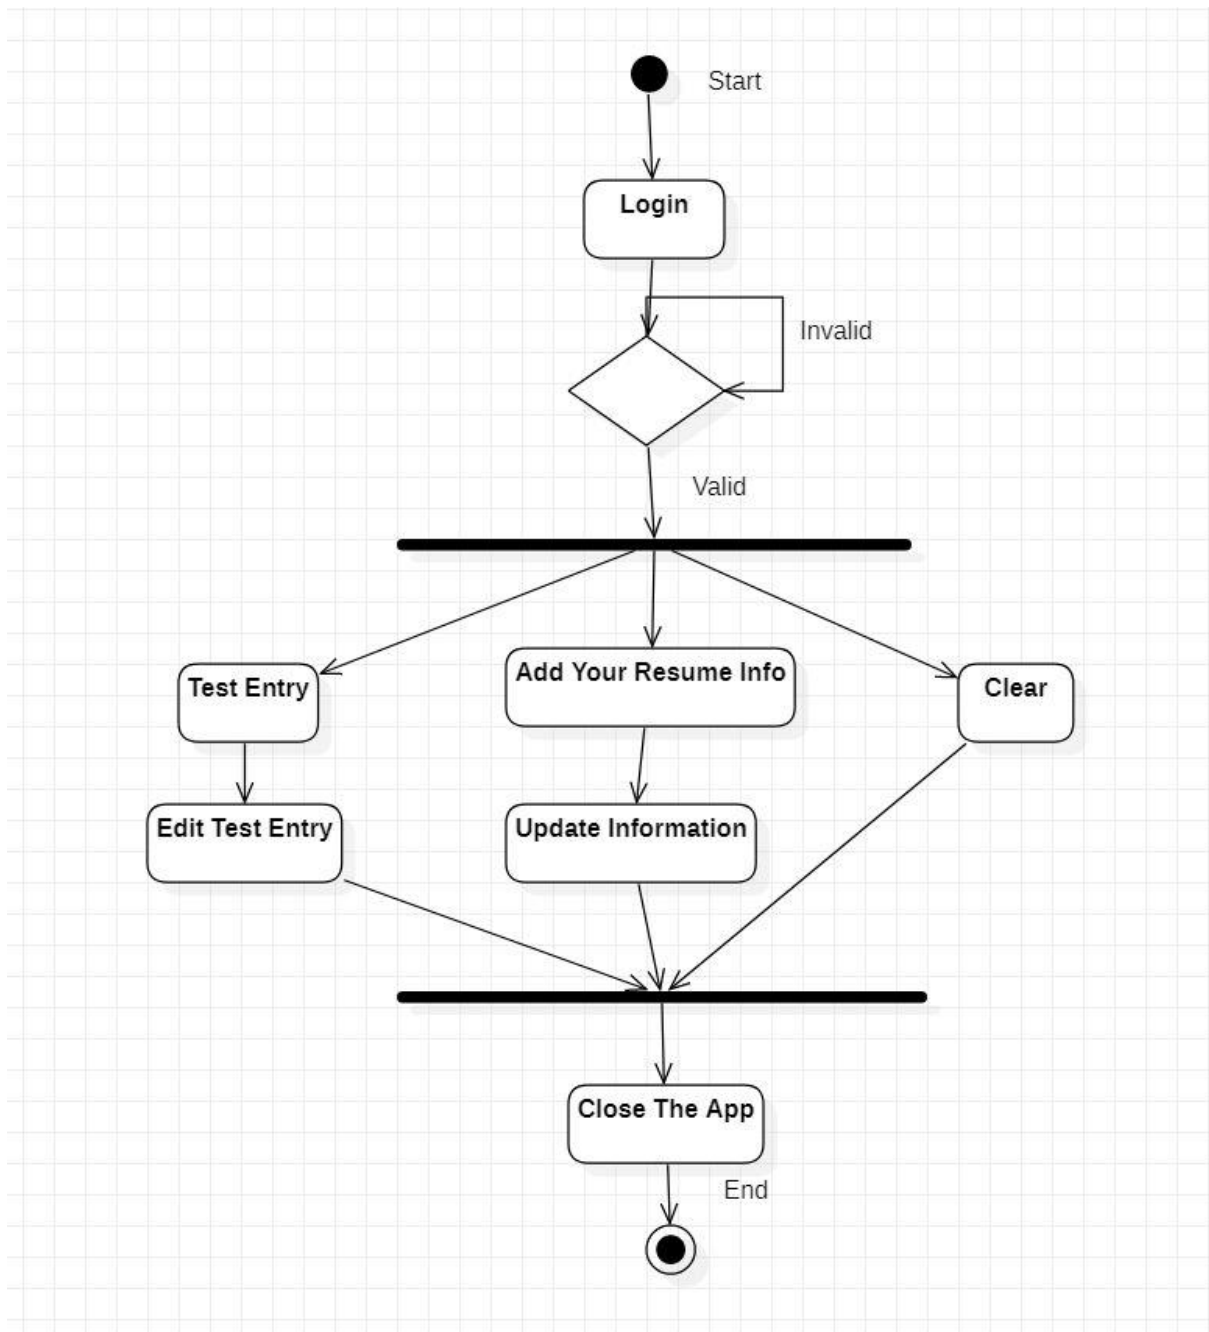 Start
Login
Invalid
Valid
Test Entry
Add Your Resume Info
Clear
Edit Test Entry
Update Information
Close The App
End